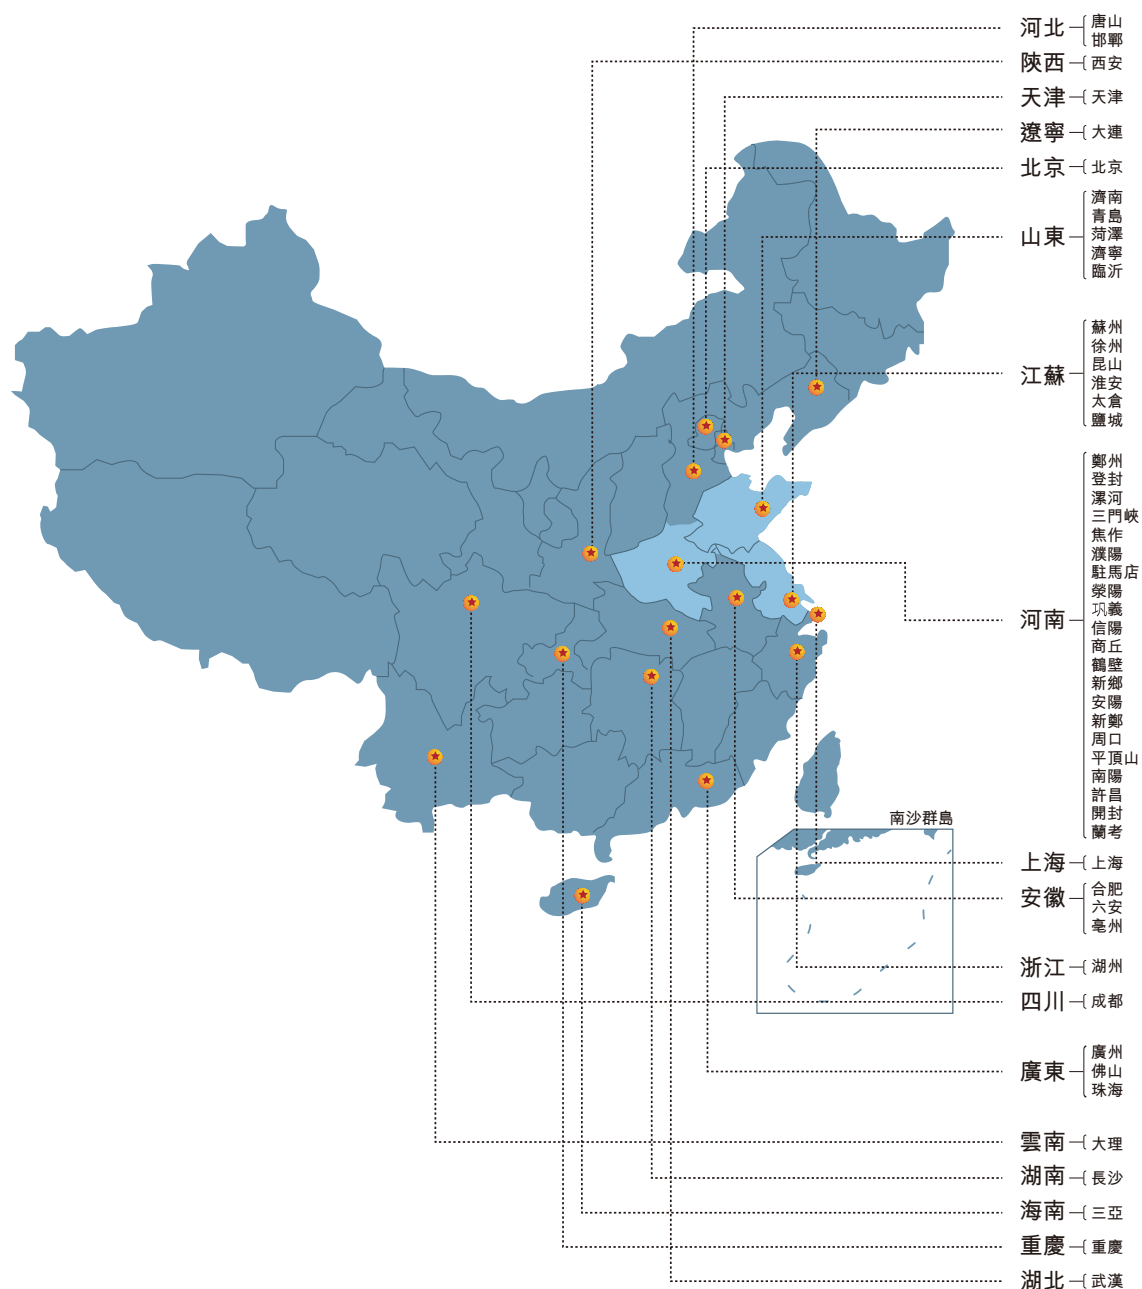 河北
唐山
邯鄲
陝西
西安
天津
天津
遼寧
大連
北京
北京
山東
濟南
青島
菏澤
濟寧
臨沂
江蘇
蘇州
徐州
昆山
淮安
太倉
鹽城
河南
鄭州
登封
漯河
三門峽
焦作
濮陽
駐馬店
滎陽
巩義
信陽
商丘
鶴壁
新鄉
安陽
新鄭
周口
平頂山
南陽
許昌
開封
蘭考
南沙群島
上海
上海
安徽
合肥
六安
亳州
浙江
湖州
四川
成都
廣東
廣州
佛山
珠海
雲南
大理
湖南
長沙
海南
三亞
重慶
重慶
湖北
武漢